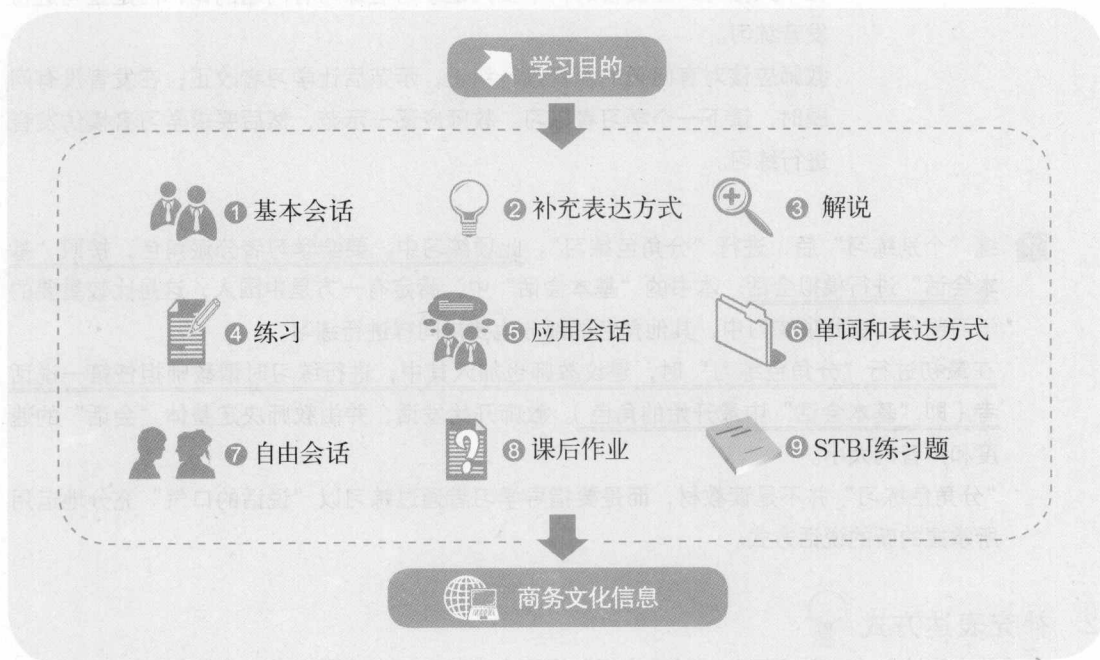 学习目的
❶ 基本会话
❷ 补充表达方式
❸ 解说
❹ 练习
❺ 应用会话
❻ 单词和表达方式
❼ 自由会话
❽ 课后作业
❾ STBJ练习题
商务文化信息